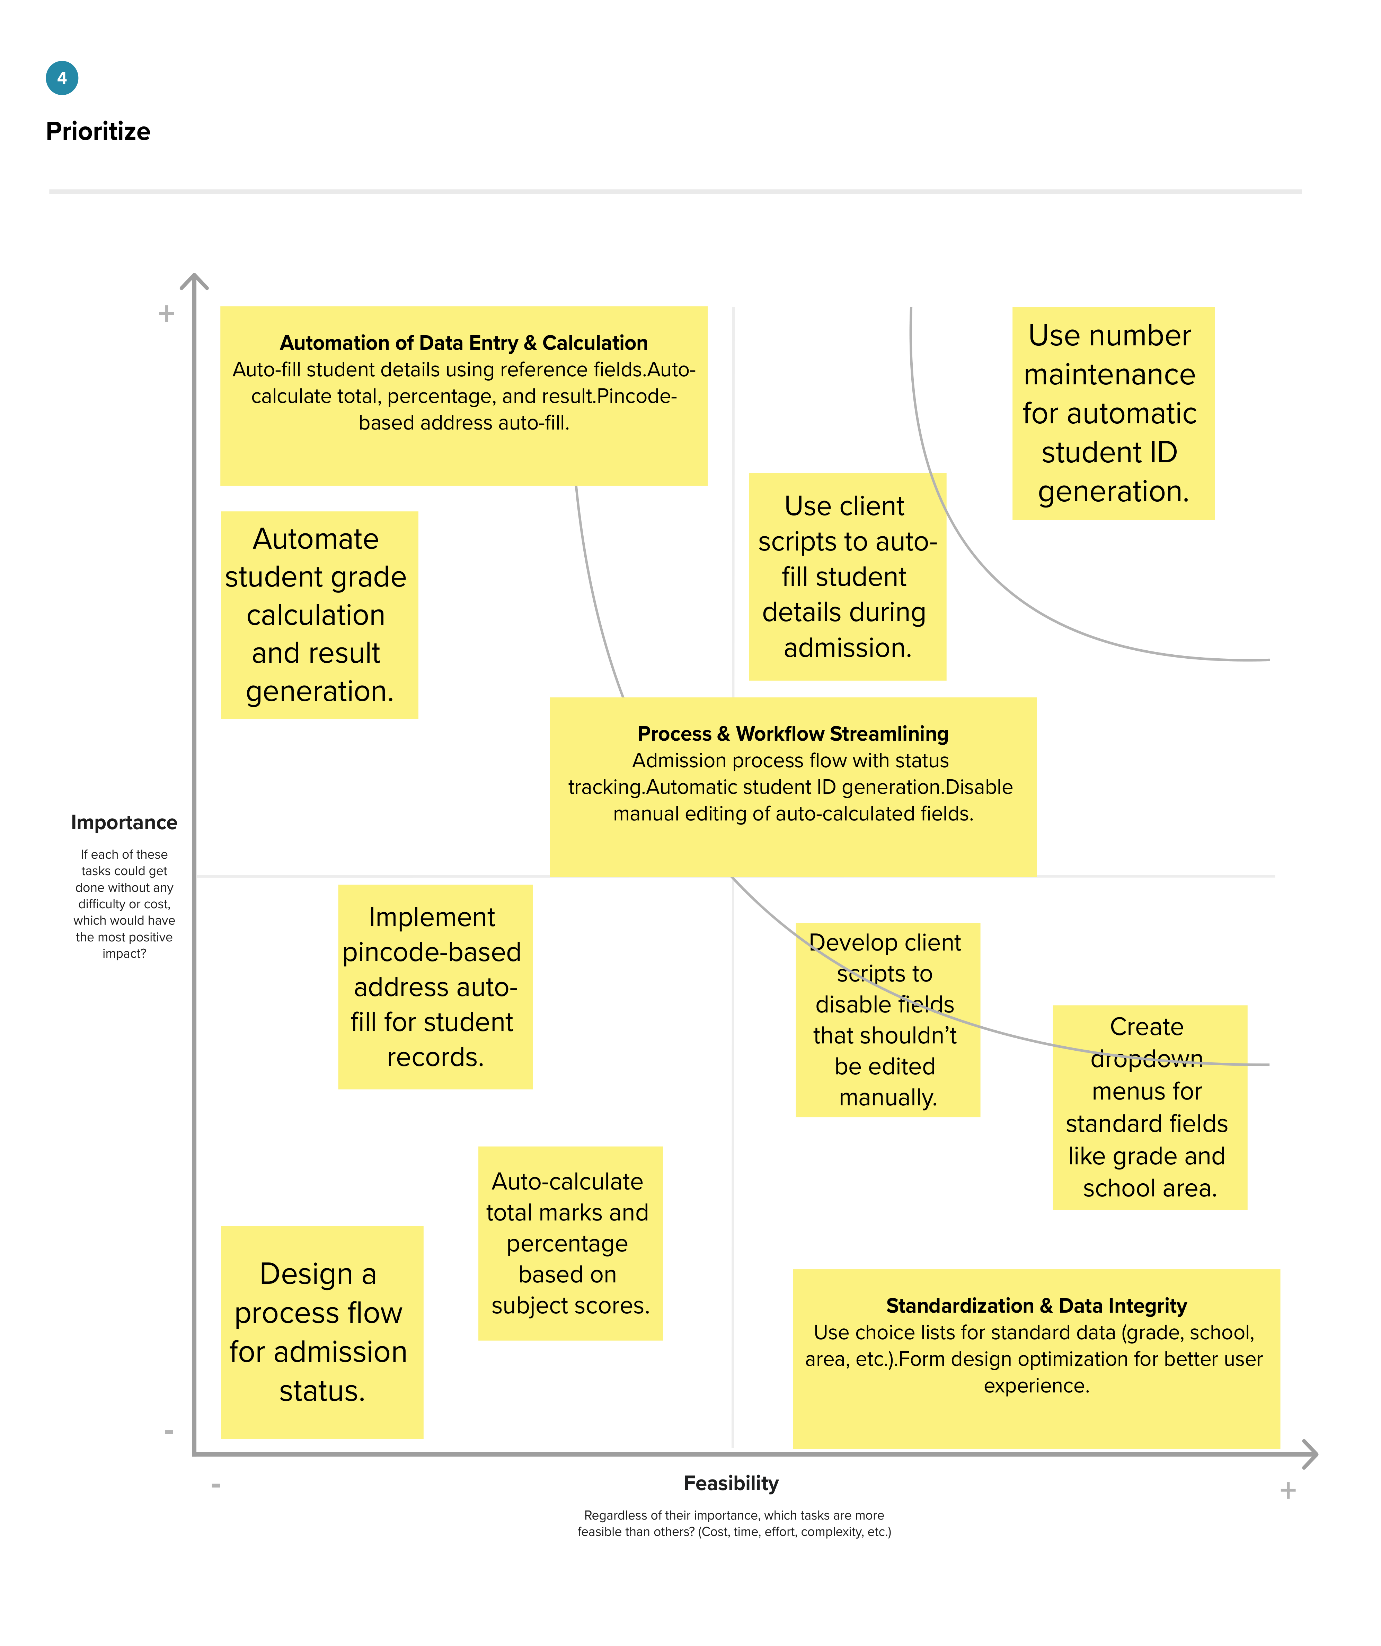 4
Prioritize
+
Automation of Data Entry & Calculation
Auto-fill student details using reference fields.Auto-
calculate total, percentage, and result.Pincode-
based address auto-fill.
Use number
maintenance
for automatic
student ID
generation.
Use client
scripts to auto-
fill student
details during
admission.
Automate
student grade
calculation
and result
generation.
Process & Workflow Streamlining
Admission process flow with status
tracking.Automatic student ID generation.Disable
manual editing of auto-calculated fields.
Importance
If each of these
tasks could get
done without any
difficulty or cost,
which would have
the most positive
impact?
Implement
pincode-based
address auto-
fill for student
records.
Develop client
scripts to
disable fields
that shouldn’t
be edited
manually.
Create
dropdown
menus for
standard fields
like grade and
school area.
Auto-calculate
total marks and
percentage
based on
subject scores.
Design a
process flow
for admission
status.
Standardization & Data Integrity
Use choice lists for standard data (grade, school,
area, etc.).Form design optimization for better user
experience.
-
-
Feasibility
+
Regardless of their importance, which tasks are more
feasible than others? (Cost, time, effort, complexity, etc.)